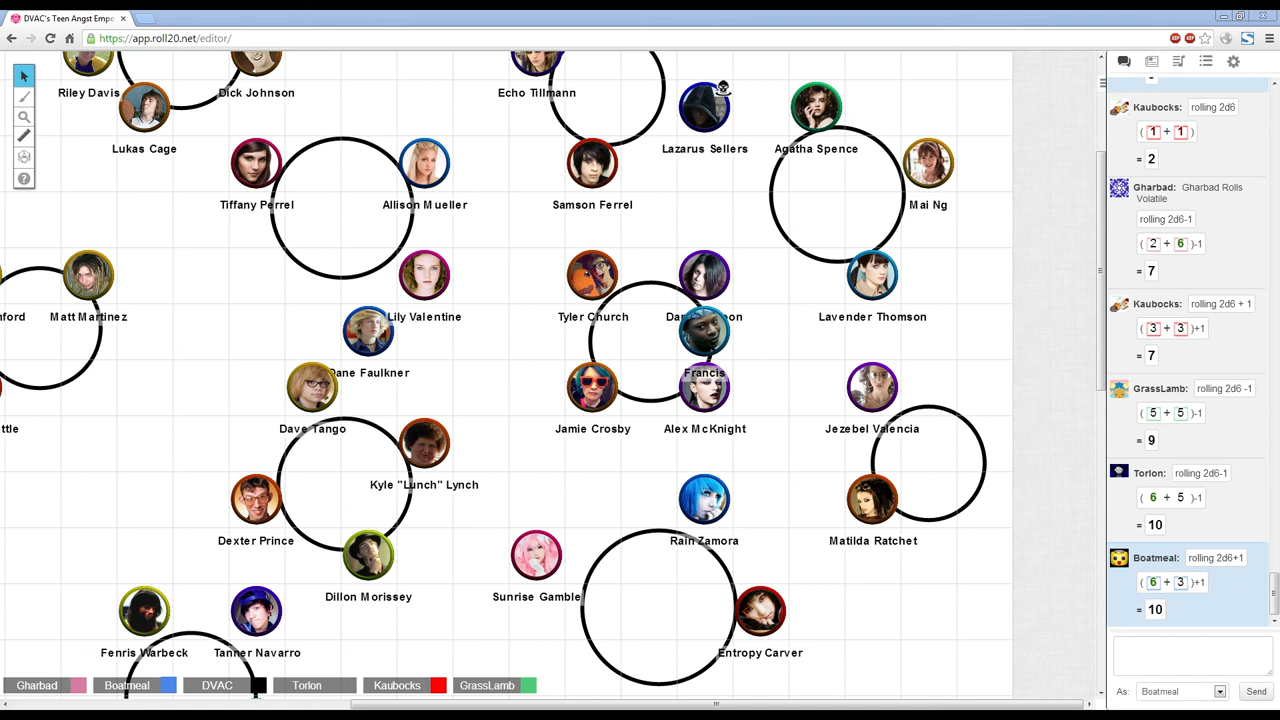 DVAC's Teen Angst Empo
https://app.roll20.net/editor/
Riley Davis
Dick Johnson
Echo Tillmann
Lukas Cage
Lazarus Sellers
Agatha Spence
Tiffany Perrel
Allison Mueller
Samson Ferrel
Mai Ng
nford
Matt Martinez
Lily Valentine
Tyler Church
Lavender Thomson
Dane Faulkner
Francis
ttle
Dave Tango
Jamie Crosby
Alex McKnight
Jezebel Valencia
Kyle "Lunch" Lynch
Dexter Prince
Rain Zamora
Matilda Ratchet
Dillon Morissey
Sunrise Gamble
Fenris Warbeck
Tanner Navarro
Entropy Carver
Gharbad
Boatmeal
DVAC
Torlon
Kaubocks
GrassLamb
Kaubocks: rolling 2d6
( 1 + 1 )
= 2
Gharbad: Gharbad Rolls
Volatile
rolling 2d6-1
( 2 + 6 )-1
= 7
Kaubocks: rolling 2d6 + 1
( 3 + 3 )+1
= 7
GrassLamb: rolling 2d6 -1
( 5 + 5 )-1
= 9
Torlon: rolling 2d6-1
( 6 + 5 )-1
= 10
Boatmeal: rolling 2d6+1
( 6 + 3 )+1
= 10
As: Boatmeal Send